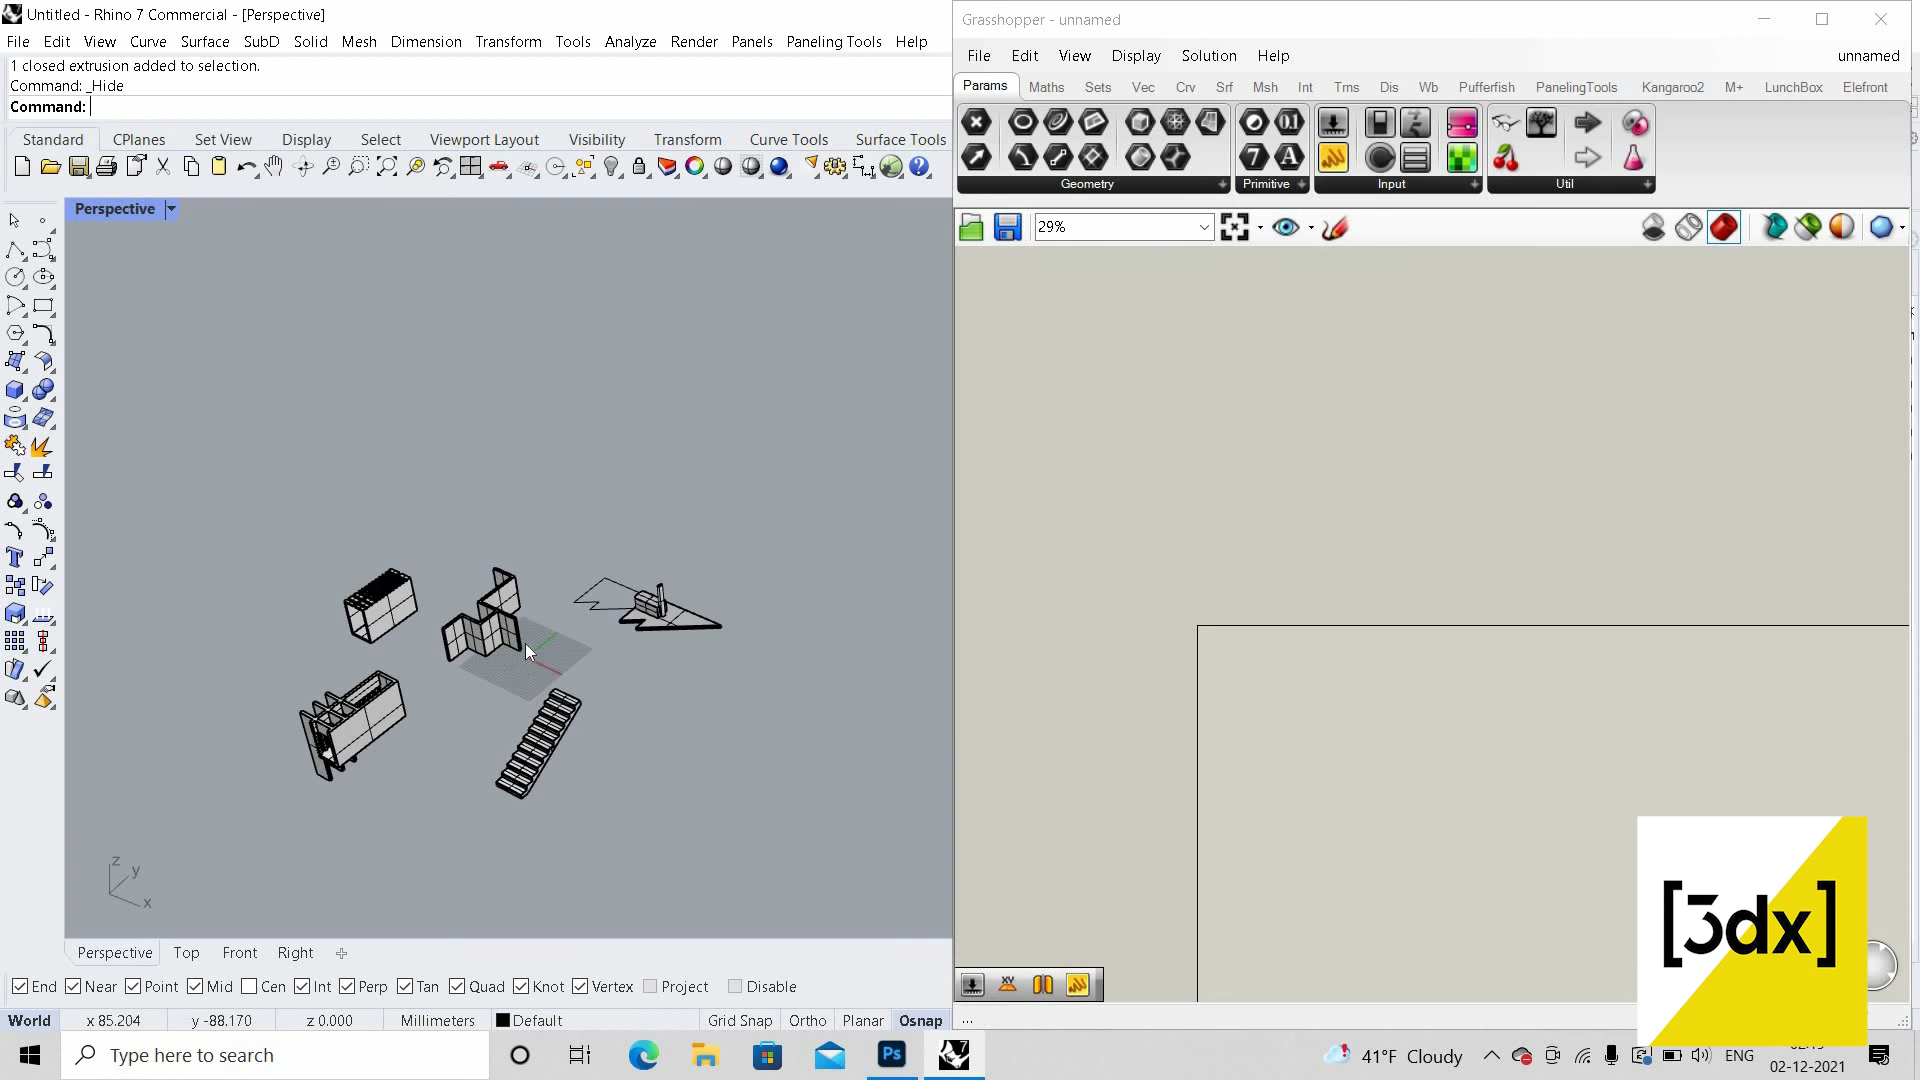 Untitled - Rhino 7 Commercial - [Perspective]
File Edit View Curve Surface SubD Solid Mesh Dimension Transform Tools Analyze Render Panels Paneling Tools Help
1 closed extrusion added to selection.
Command: _Hide
Command:
Standard CPlanes Set View Display Select Viewport Layout Visibility Transform Curve Tools Surface Tools
Perspective
z
y
x
Perspective Top Front Right
End Near Point Mid Cen Int Perp Tan Quad Knot Vertex Project Disable
World x 85.204 y -88.170 z 0.000 Millimeters Default Grid Snap Ortho Planar Osnap
Grasshopper - unnamed
File Edit View Display Solution Help unnamed
Params Maths Sets Vec Crv Srf Msh Int Trns Dis Wb Pufferfish PanelingTools Kangaroo2 M+ LunchBox Elefront
Geometry Primitive Input Util
29%
XY
...
[3dx]
Type here to search
Ps
41°F Cloudy
ENG
02-12-2021